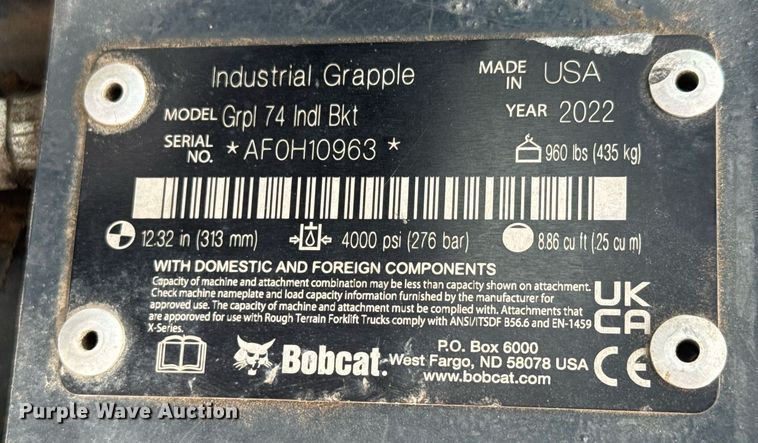 Industrial Grapple
MADE IN USA
MODEL Grpl 74 Indl Bkt
YEAR 2022
SERIAL NO. *AF0H10963*
960 lbs (435 kg)
12.32 in (313 mm)
4000 psi (276 bar)
8.86 cu ft (.25 cu m)
WITH DOMESTIC AND FOREIGN COMPONENTS
Capacity of machine and attachment combination may be less than capacity shown on attachment.
Check machine nameplate and load capacity information furnished by the manufacturer for
approved use. The machine and attachment must be complied with. Attachments that
are apporoved for use with Rough Terrain Forklift Trucks comply with ANSI/ITSDF B56.6 and EN-1459
X-Series.
UK
CA
Bobcat.
P.O. Box 6000
West Fargo, ND 58078 USA
www.bobcat.com
CE
Purple Wave Auction